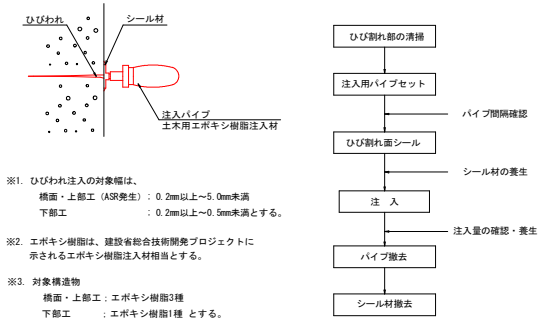 ひびわれ
シール材
注入パイプ
土木用エポキシ樹脂注入材
※1. ひびわれ注入の対象幅は、
橋面・上部工（ASR発生）：0.2mm以上～5.0mm未満
下部工 ：0.2mm以上～0.5mm未満とする。
※2. エポキシ樹脂は、建設省総合技術開発プロジェクトに
示されるエポキシ樹脂注入材相当とする。
※3. 対象構造物
橋面・上部工；エポキシ樹脂3種
下部工 ；エポキシ樹脂1種 とする。
ひび割れ部の清掃
注入用パイプセット
パイプ間隔確認
ひび割れ面シール
シール材の養生
注 入
注入量の確認・養生
パイプ撤去
シール材撤去